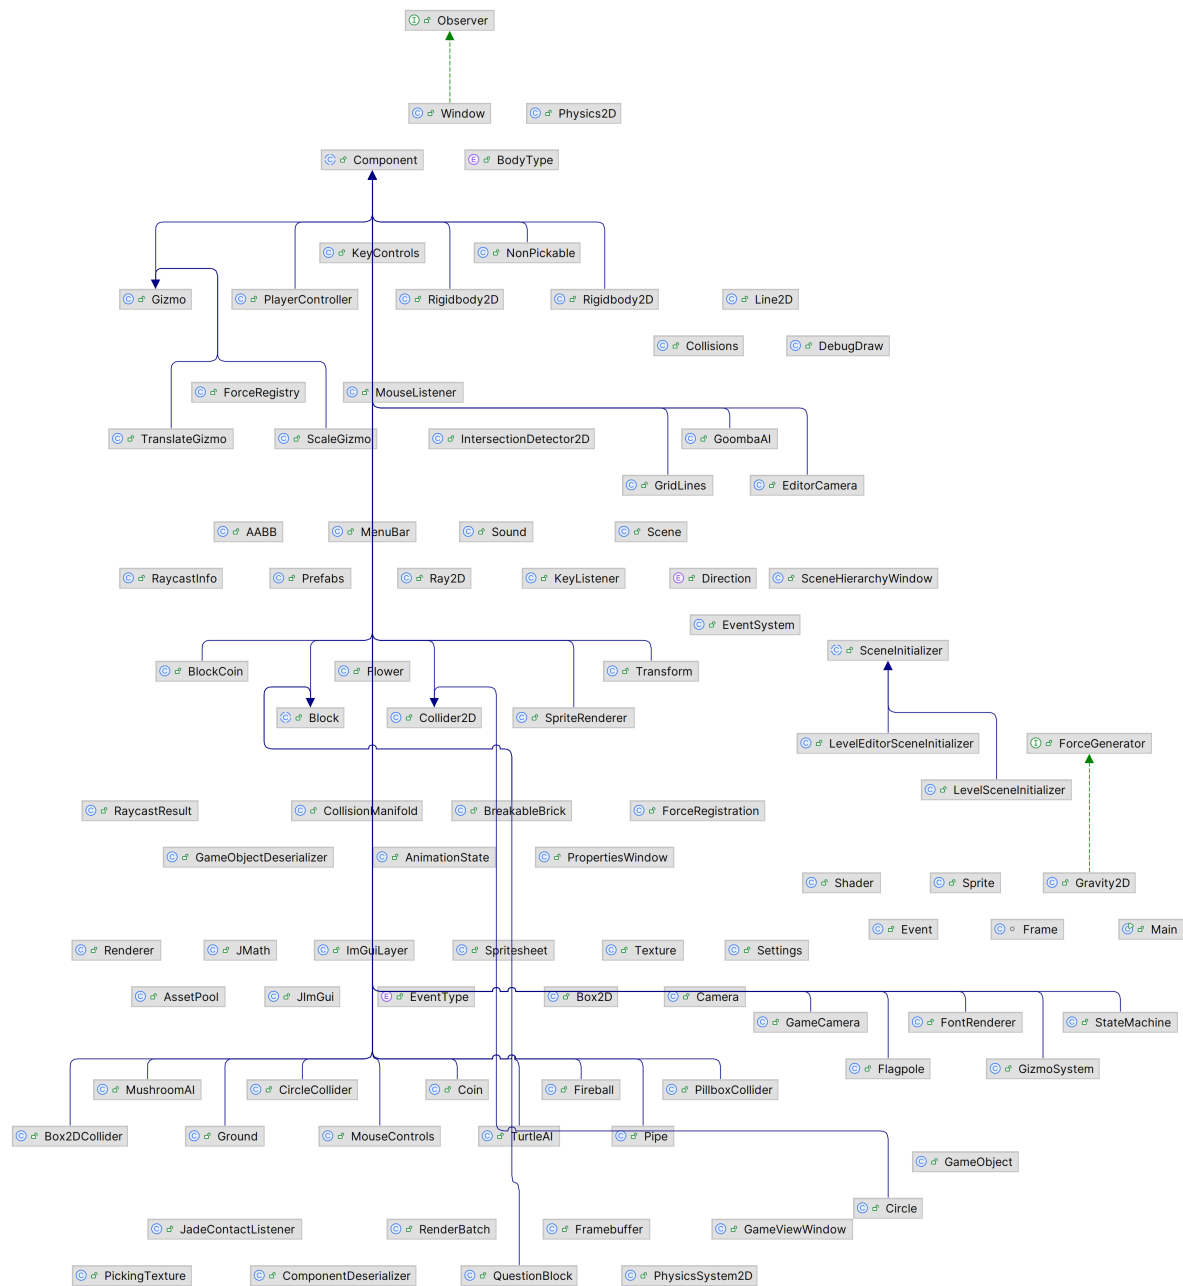 Observer
Window
Physics2D
Component
BodyType
KeyControls
NonPickable
Gizmo
PlayerController
Rigidbody2D
Rigidbody2D
Line2D
Collisions
DebugDraw
ForceRegistry
MouseListener
TranslateGizmo
ScaleGizmo
IntersectionDetector2D
GoombaAI
GridLines
EditorCamera
AABB
MenuBar
Sound
Scene
RaycastInfo
Prefabs
Ray2D
KeyListener
Direction
SceneHierarchyWindow
EventSystem
SceneInitializer
BlockCoin
Flower
Transform
Block
Collider2D
SpriteRenderer
LevelEditorSceneInitializer
ForceGenerator
LevelSceneInitializer
RaycastResult
CollisionManifold
BreakableBrick
ForceRegistration
GameObjectDeserializer
AnimationState
PropertiesWindow
Shader
Sprite
Gravity2D
Event
Frame
Main
Renderer
JMath
ImGuiLayer
Spritesheet
Texture
Settings
AssetPool
JImGui
EventType
Box2D
Camera
GameCamera
FontRenderer
StateMachine
Flagpole
GizmoSystem
MushroomAI
CircleCollider
Coin
Fireball
PillboxCollider
Box2DCollider
Ground
MouseControls
TurtleAI
Pipe
GameObject
Circle
JadeContactListener
RenderBatch
Framebuffer
GameViewWindow
PickingTexture
ComponentDeserializer
QuestionBlock
PhysicsSystem2D